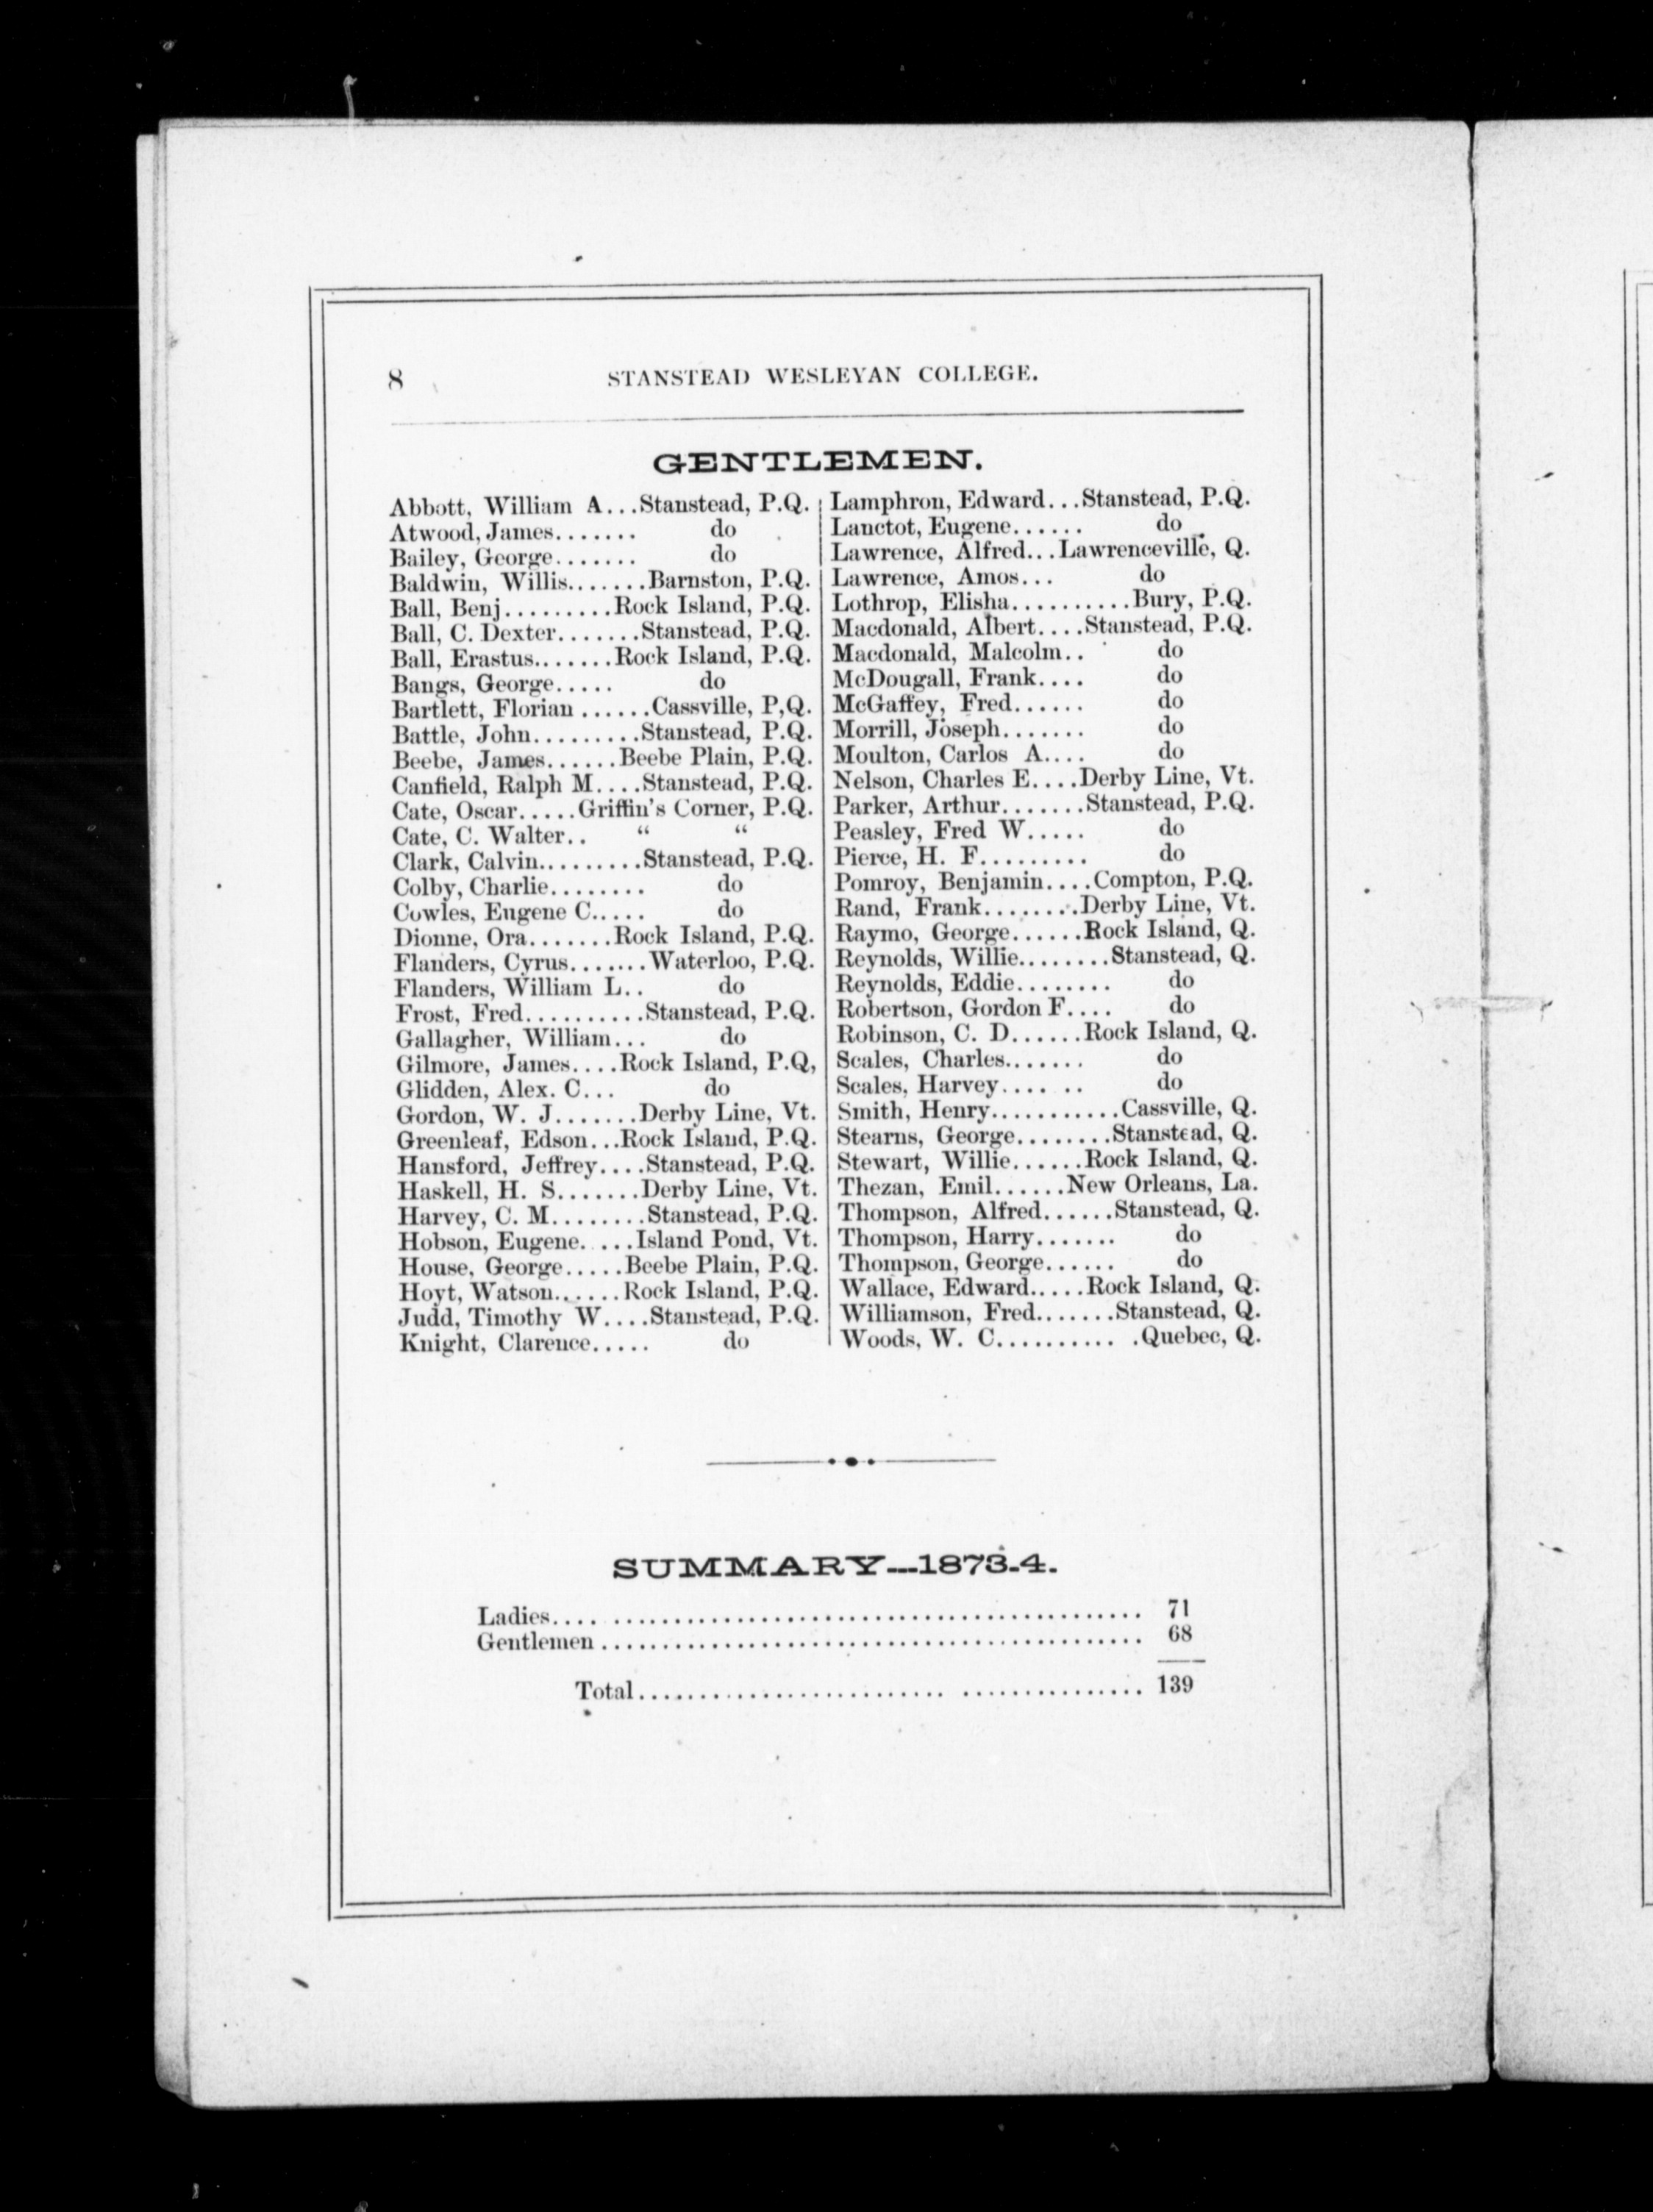 8
STANSTEAD WESLEYAN COLLEGE.
GENTLEMEN.
Abbott, William A...Stanstead, P.Q.
Atwood, James....... do
Bailey, George....... do
Baldwin, Willis.......Barnston, P.Q.
Ball, Benj.........Rock Island, P.Q.
Ball, C. Dexter.......Stanstead, P.Q.
Ball, Erastus.......Rock Island, P.Q.
Bangs, George..... do
Bartlett, Florian ......Cassville, P,Q.
Battle, John.........Stanstead, P.Q.
Beebe, James......Beebe Plain, P.Q.
Canfield, Ralph M....Stanstead, P.Q.
Cate, Oscar.....Griffin's Corner, P.Q.
Cate, C. Walter.. “ “
Clark, Calvin.........Stanstead, P.Q.
Colby, Charlie........ do
Cowles, Eugene C..... do
Dionne, Ora.......Rock Island, P.Q.
Flanders, Cyrus.......Waterloo, P.Q.
Flanders, William L.. do
Frost, Fred..........Stanstead, P.Q.
Gallagher, William... do
Gilmore, James....Rock Island, P.Q,
Glidden, Alex. C... do
Gordon, W. J.......Derby Line, Vt.
Greenleaf, Edson...Rock Island, P.Q.
Hansford, Jeffrey....Stanstead, P.Q.
Haskell, H. S.......Derby Line, Vt.
Harvey, C. M........Stanstead, P.Q.
Hobson, Eugene.....Island Pond, Vt.
House, George.....Beebe Plain, P.Q.
Hoyt, Watson......Rock Island, P.Q.
Judd, Timothy W....Stanstead, P.Q.
Knight, Clarence..... do
Lamphron, Edward...Stanstead, P.Q.
Lanctot, Eugene...... do
Lawrence, Alfred...Lawrenceville, Q.
Lawrence, Amos... do
Lothrop, Elisha..........Bury, P.Q.
Macdonald, Albert....Stanstead, P.Q.
Macdonald, Malcolm.. do
McDougall, Frank.... do
McGaffey, Fred...... do
Morrill, Joseph....... do
Moulton, Carlos A.... do
Nelson, Charles E....Derby Line, Vt.
Parker, Arthur.......Stanstead, P.Q.
Peasley, Fred W..... do
Pierce, H. F......... do
Pomroy, Benjamin....Compton, P.Q.
Rand, Frank........Derby Line, Vt.
Raymo, George......Rock Island, Q.
Reynolds, Willie........Stanstead, Q.
Reynolds, Eddie........ do
Robertson, Gordon F.... do
Robinson, C. D......Rock Island, Q.
Scales, Charles....... do
Scales, Harvey...... do
Smith, Henry...........Cassville, Q.
Stearns, George........Stanstead, Q.
Stewart, Willie......Rock Island, Q.
Thezan, Emil......New Orleans, La.
Thompson, Alfred......Stanstead, Q.
Thompson, Harry....... do
Thompson, George...... do
Wallace, Edward.....Rock Island, Q.
Williamson, Fred.......Stanstead, Q.
Woods, W. C.......... .Quebec, Q.
SUMMARY--1873-4.
Ladies.... ........................................... 71
Gentlemen ............................................ 68
Total......................... ............... 139